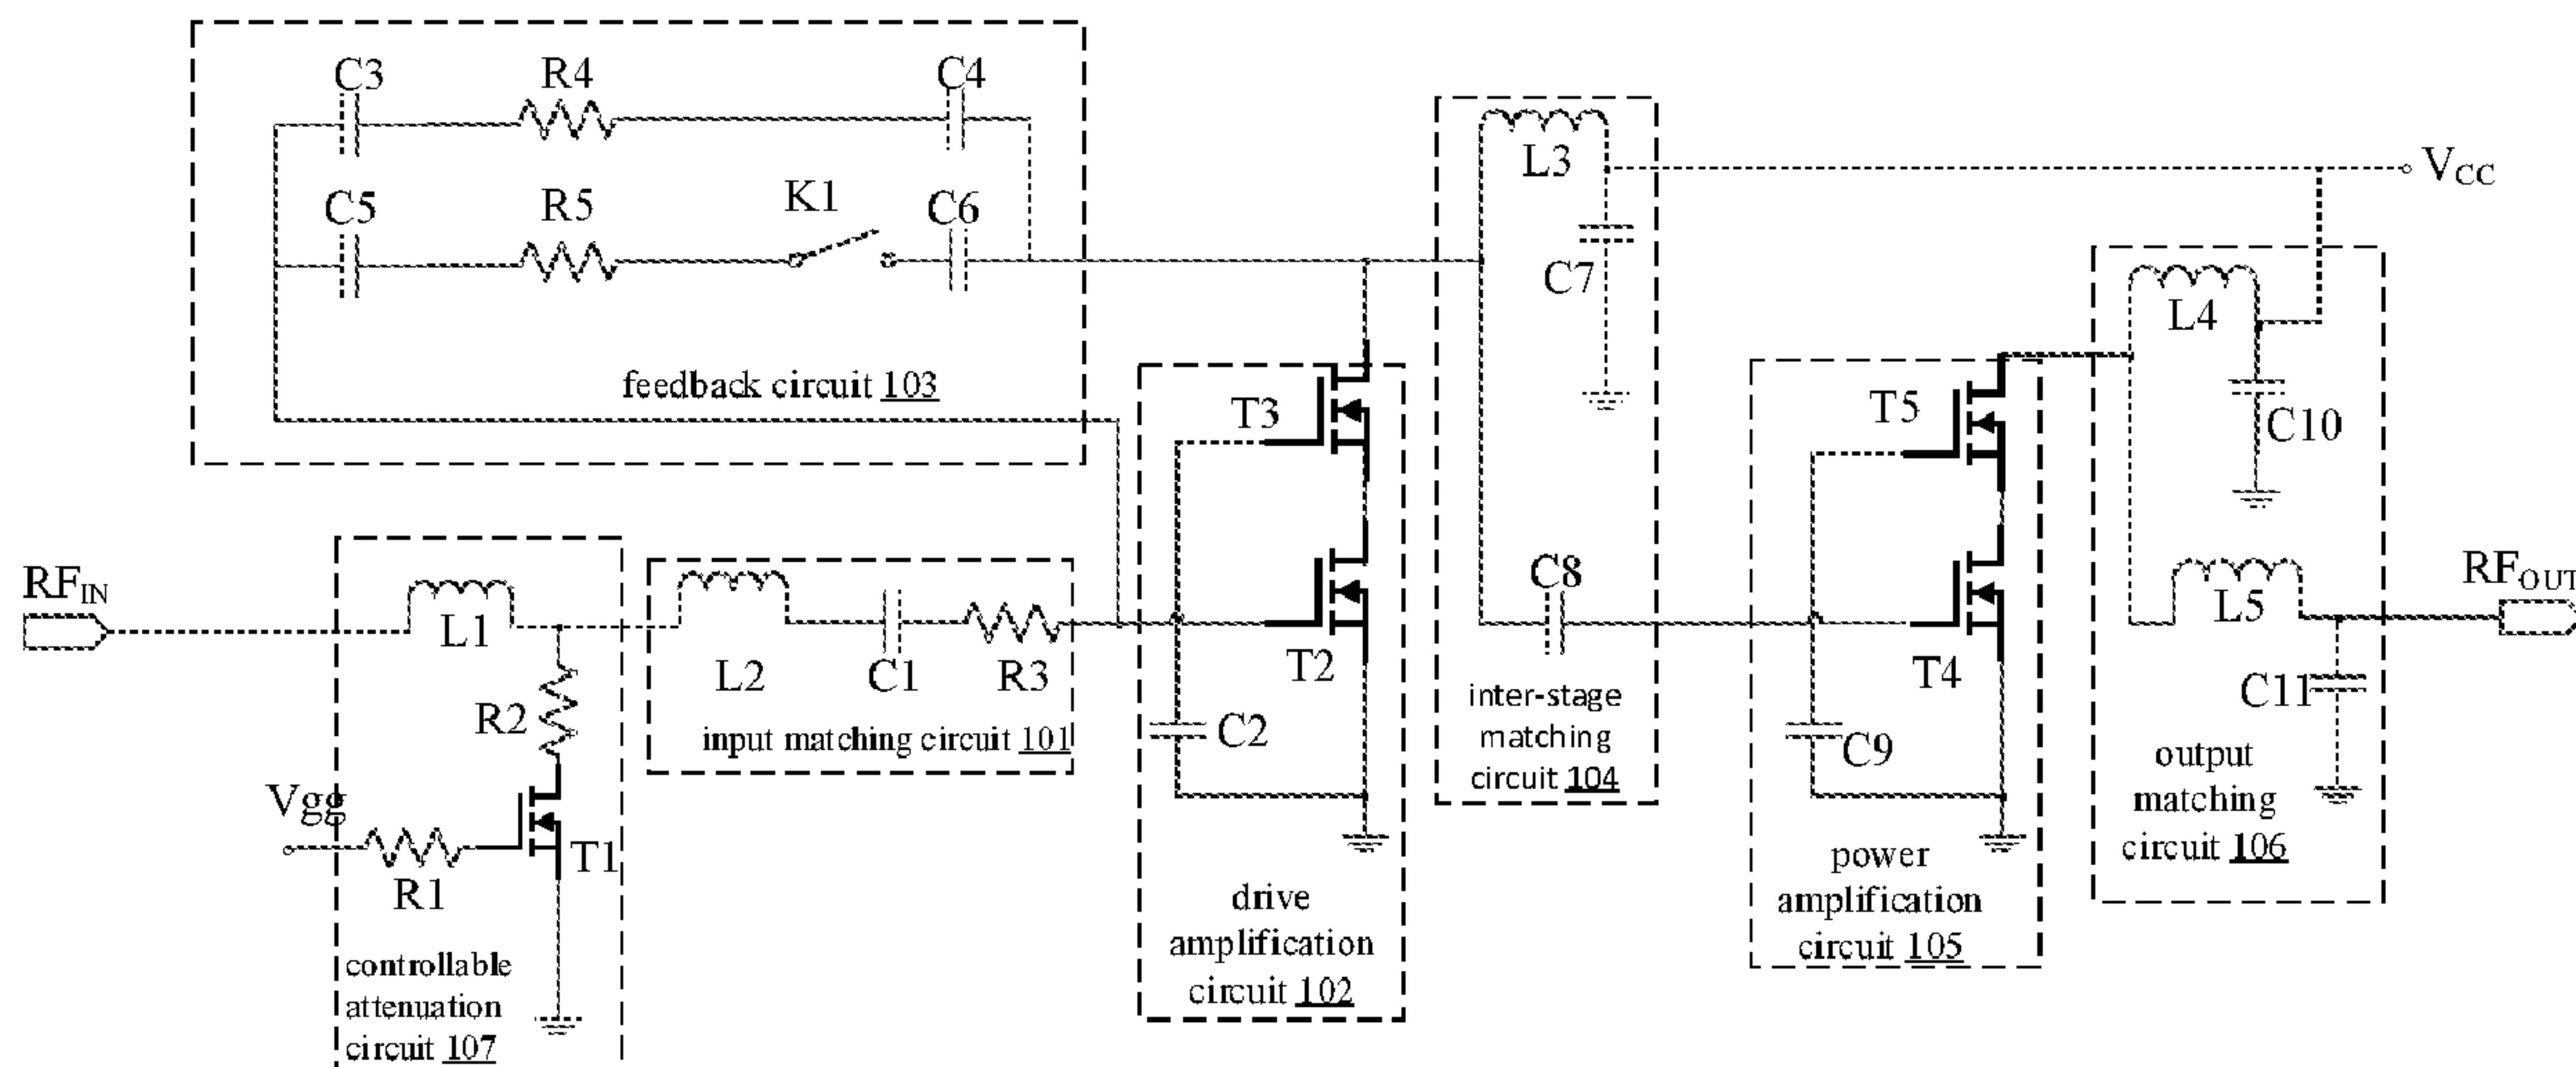 C3 R4 C4
C5 R5 K1 C6
feedback circuit 103
L3
C7
VCC
L4
C10
RFIN
L1
R2
Vgg
R1
T1
controllable
attenuation
circuit 107
L2 C1 R3
input matching circuit 101
T3
T2
C2
drive
amplification
circuit 102
C8
inter-stage
matching
circuit 104
T5
T4
C9
power
amplification
circuit 105
L5
C11
output
matching
circuit 106
RFOUT